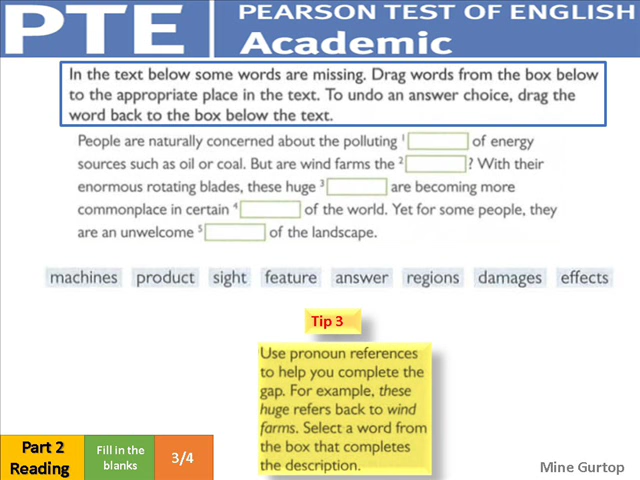 PTE
PEARSON TEST OF ENGLISH
Academic
In the text below some words are missing. Drag words from the box below
to the appropriate place in the text. To undo an answer choice, drag the
word back to the box below the text.
People are naturally concerned about the polluting 1 of energy
sources such as oil or coal. But are wind farms the 2 ? With their
enormous rotating blades, these huge 3 are becoming more
commonplace in certain 4 of the world. Yet for some people, they
are an unwelcome 5 of the landscape.
machines product sight feature answer regions damages effects
Tip 3
Use pronoun references
to help you complete the
gap. For example, these
huge refers back to wind
farms. Select a word from
the box that completes
the description.
Part 2
Reading
Fill in the
blanks
3/4
Mine Gurtop